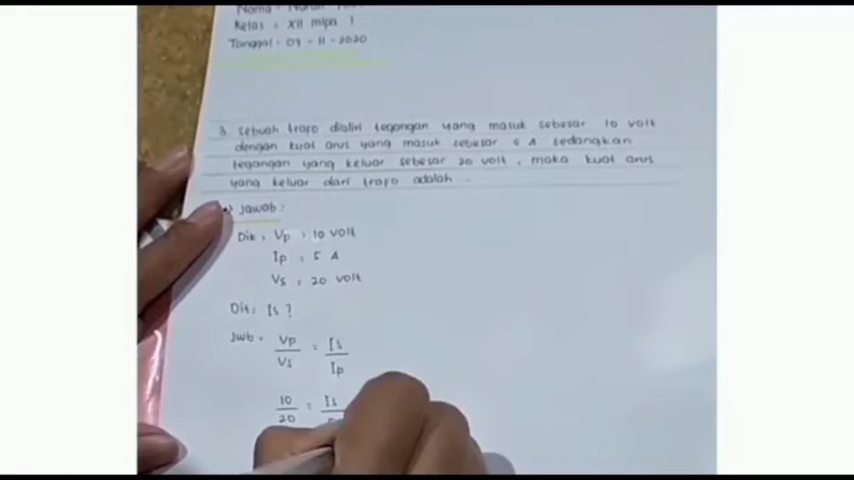 Nama :
Kelas : XII mipa 1
Tanggal : 04 - 11 - 2020
3. Sebuah trafo dialiri tegangan yang masuk sebesar 10 volt
dengan kuat arus yang masuk sebesar 5 A sedangkan
tegangan yang keluar sebesar 20 volt , maka kuat arus
yang keluar dari trafo adalah ...
Jawab :
Dik : Vp : 10 volt
Ip : 5 A
Vs : 20 volt
Dit : Is ?
Jwb : Vp/Vs = Is/Ip
10/20 = Is/